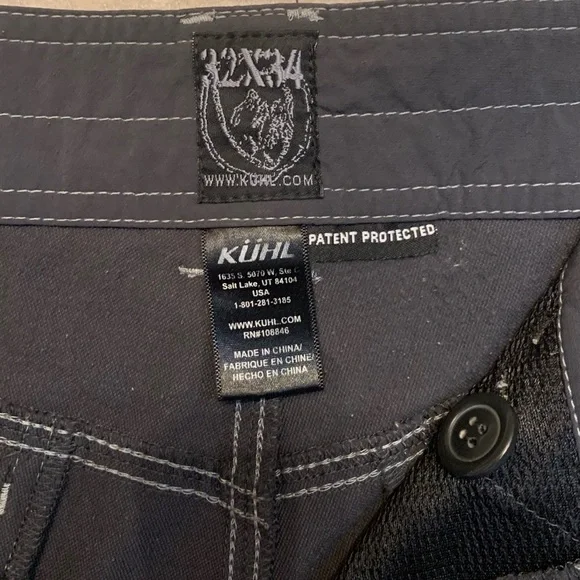 32X34
WWW.KUHL.COM
KÜHL
PATENT PROTECTED
1635 S. 5070 W, Ste C
Salt Lake, UT 84104
USA
1-801-281-3185
WWW.KUHL.COM
RN#108846
MADE IN CHINA/
FABRIQUE EN CHINE/
HECHO EN CHINA